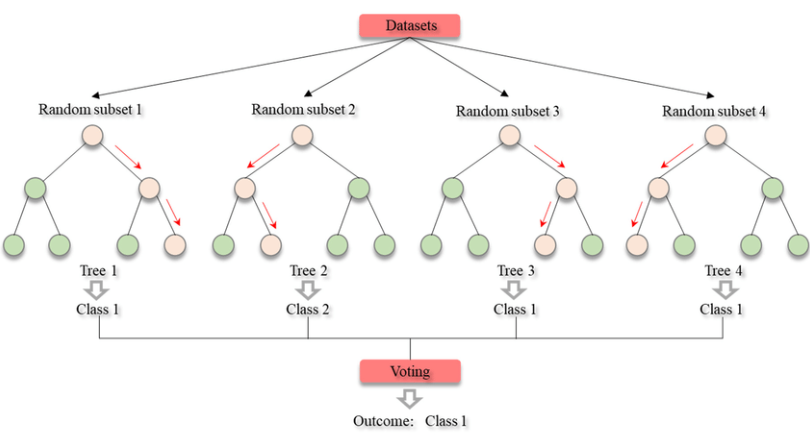 Datasets
Random subset 1
Random subset 2
Random subset 3
Random subset 4
Tree 1
Tree 2
Tree 3
Tree 4
Class 1
Class 2
Class 1
Class 1
Voting
Outcome: Class 1